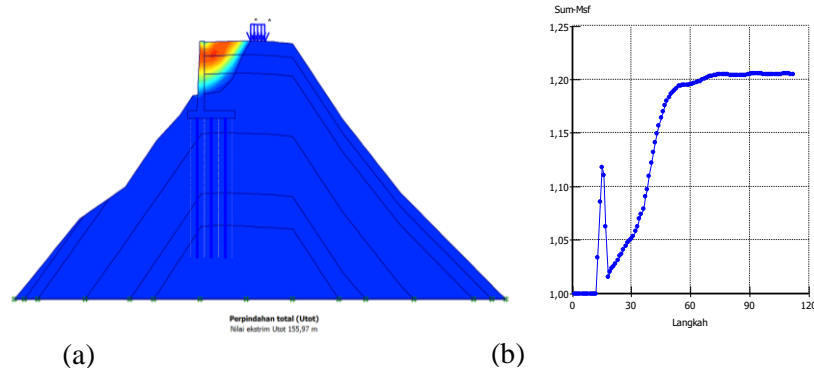 A A
Perpindahan total (Utot)
Nilai ekstrim Utot 155,97 m
(a)
Sum-Msf
1,25
1,20
1,15
1,10
1,05
1,00
0 30 60 90 120
Langkah
(b)